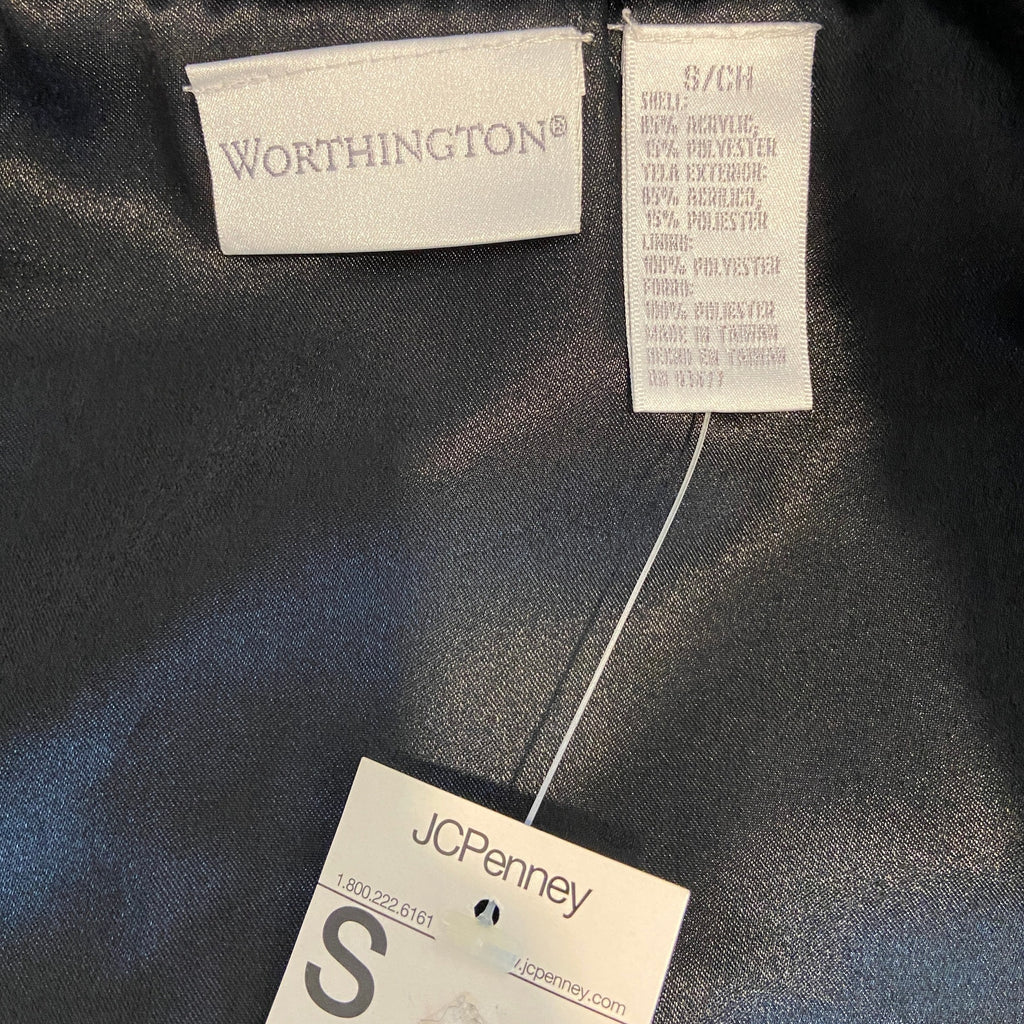 WORTHINGTON®
S/CH
SHELL:
85% ACRYLIC,
15% POLYESTER
TELA EXTERIOR:
85% ACRILICO,
15% POLIESTER
LINING:
100% POLYESTER
FORRO:
100% POLIESTER
MADE IN TAIWAN
HECHO EN TAIWAN
RN
JCPenney
1.800.222.6161
.jcpenney.com
S